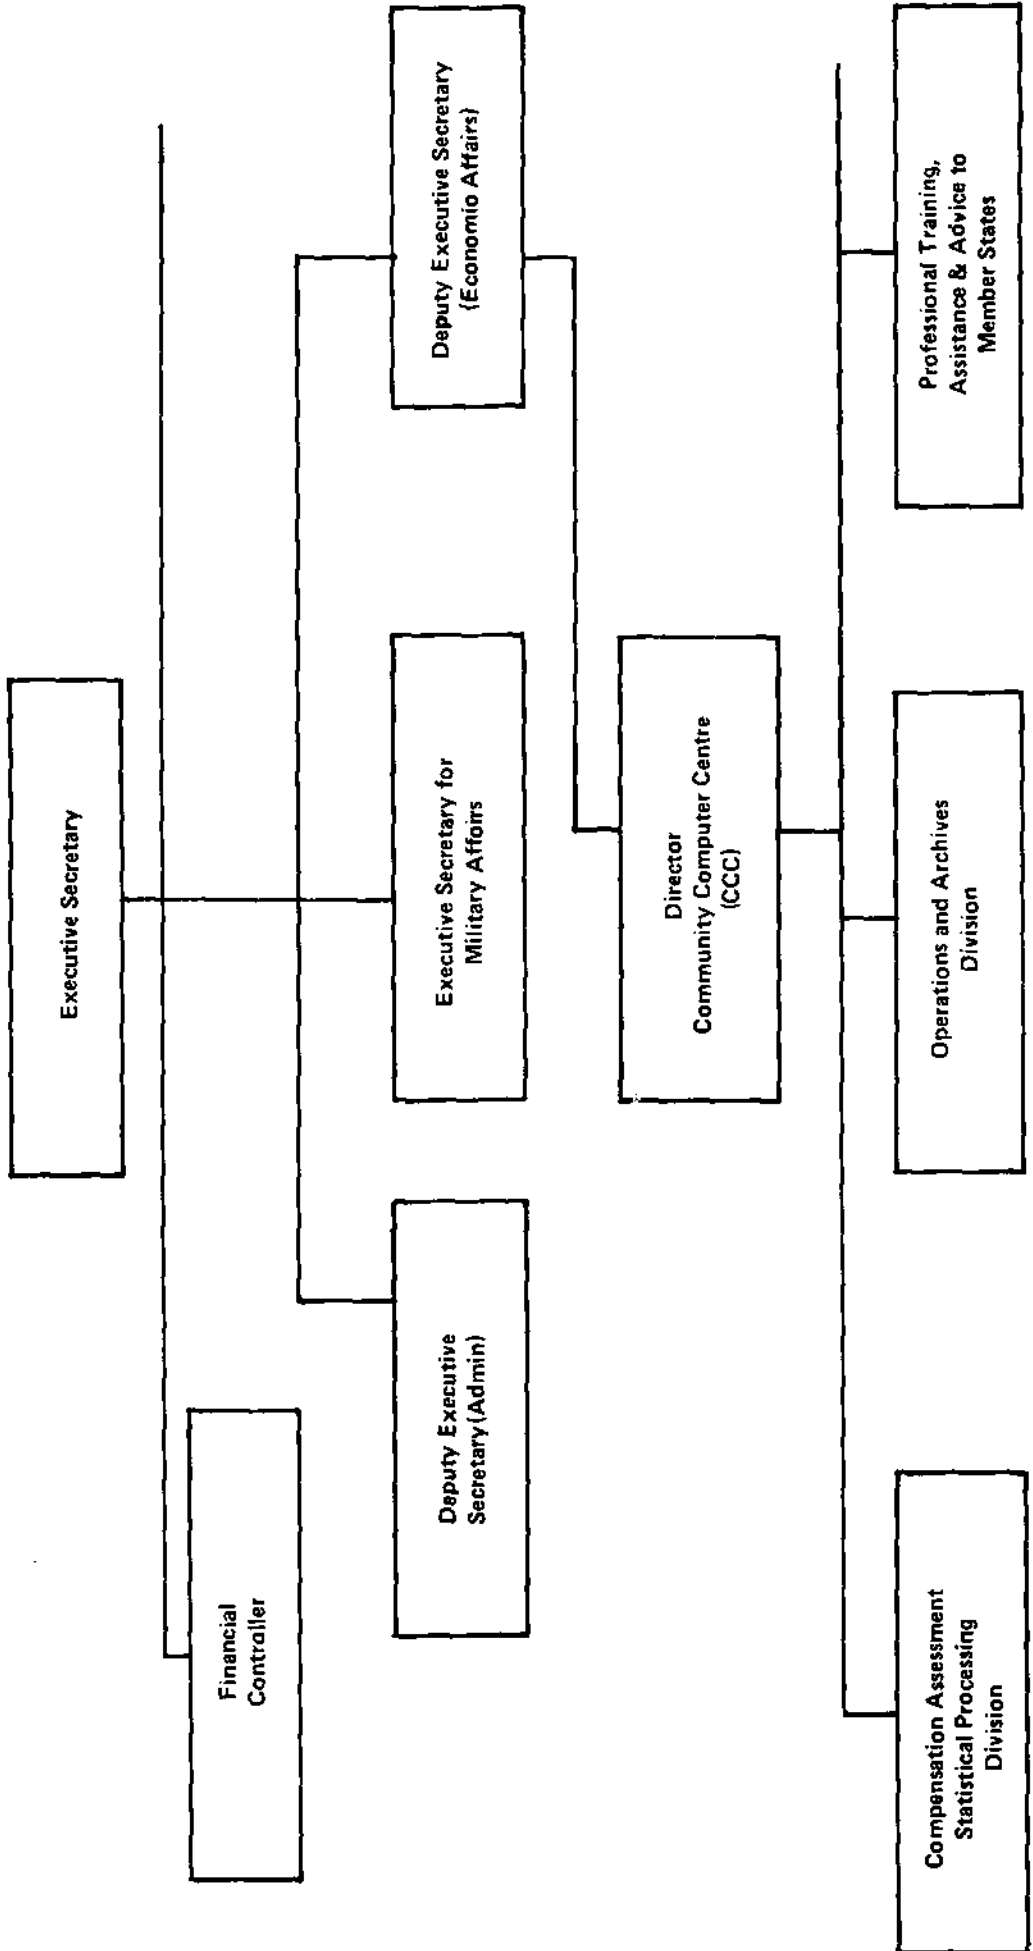 Executive Secretary
Financial
Controller
Deputy Executive
Secretary(Admin)
Executive Secretary for
Military Affoirs
Deputy Executive Secretary
(Economio Affairs)
Director
Community Computer Centre
(CCC)
Compensation Assessment
Statistical Processing
Division
Operations and Archives
Division
Professional Training,
Assistance & Advice to
Member States